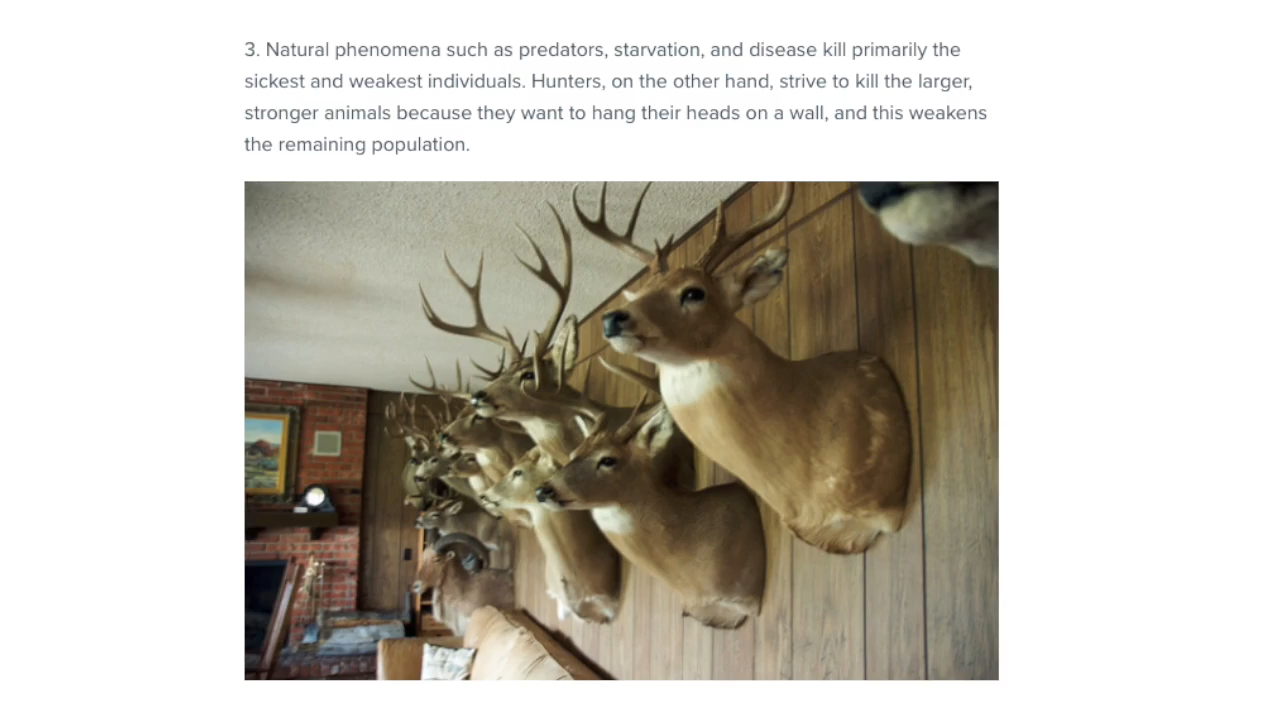 3. Natural phenomena such as predators, starvation, and disease kill primarily the
sickest and weakest individuals. Hunters, on the other hand, strive to kill the larger,
stronger animals because they want to hang their heads on a wall, and this weakens
the remaining population.